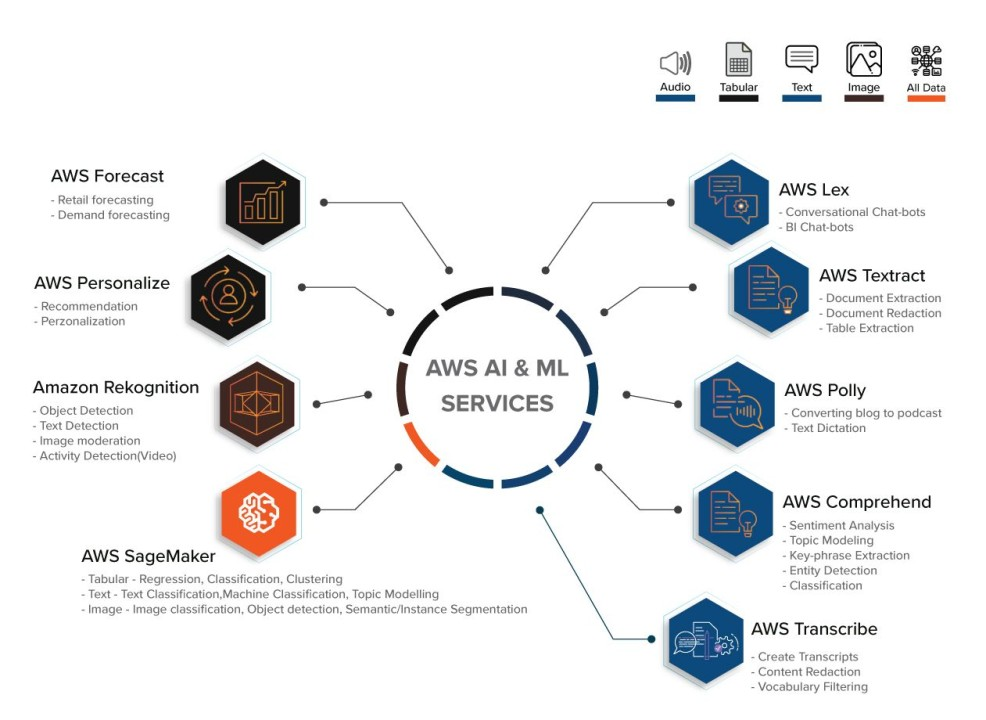 Audio
Tabular
Text
Image
All Data
AWS Forecast
- Retail forecasting
- Demand forecasting
AWS Personalize
- Recommendation
- Perzonalization
Amazon Rekognition
- Object Detection
- Text Detection
- Image moderation
- Activity Detection(Video)
AWS SageMaker
- Tabular - Regression, Classification, Clustering
- Text - Text Classification,Machine Classification, Topic Modelling
- Image - Image classification, Object detection, Semantic/Instance Segmentation
AWS AI & ML
SERVICES
AWS Lex
- Conversational Chat-bots
- BI Chat-bots
AWS Textract
- Document Extraction
- Document Redaction
- Table Extraction
AWS Polly
- Converting blog to podcast
- Text Dictation
AWS Comprehend
- Sentiment Analysis
- Topic Modeling
- Key-phrase Extraction
- Entity Detection
- Classification
AWS Transcribe
- Create Transcripts
- Content Redaction
- Vocabulary Filtering